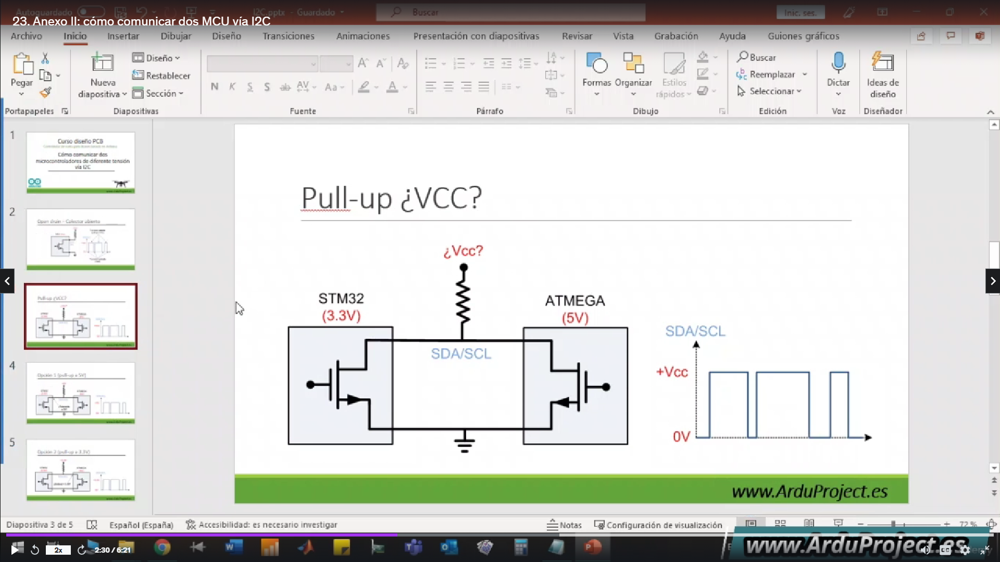 Autoguardado
I2C.pptx - Guardado
Buscar
Inic. ses.
23. Anexo II: cómo comunicar dos MCU vía I2C
Archivo Inicio Insertar Dibujar Diseño Transiciones Animaciones Presentación con diapositivas Revisar Vista Grabación Ayuda Guiones gráficos
Pegar
Nueva
diapositiva
Diseño
Restablecer
Sección
N K S S ab AV Aa A
Formas
Organizar
Estilos
rápidos
Buscar
Reemplazar
Seleccionar
Dictar
Ideas de
diseño
Portapapeles Diapositivas Fuente Párrafo Dibujo Edición Voz Diseñador
1
Curso diseño PCB
Cómo comunicar dos
microcontroladores de diferente tensión
vía I2C
2
Open drain - Colector abierto
Pull-up ¿VCC?
4
Opción 1 (pull-up a 5V)
5
Opción 2 (pull-up a 3.3V)
Pull-up ¿VCC?
¿Vcc?
STM32
(3.3V)
ATMEGA
(5V)
SDA/SCL
SDA/SCL
+Vcc
0V
www.ArduProject.es
Diapositiva 3 de 5 Español (España) Accesibilidad: es necesario investigar Notas Configuración de visualización 72 %
2x 2:30 / 6:21
www.ArduProject.es